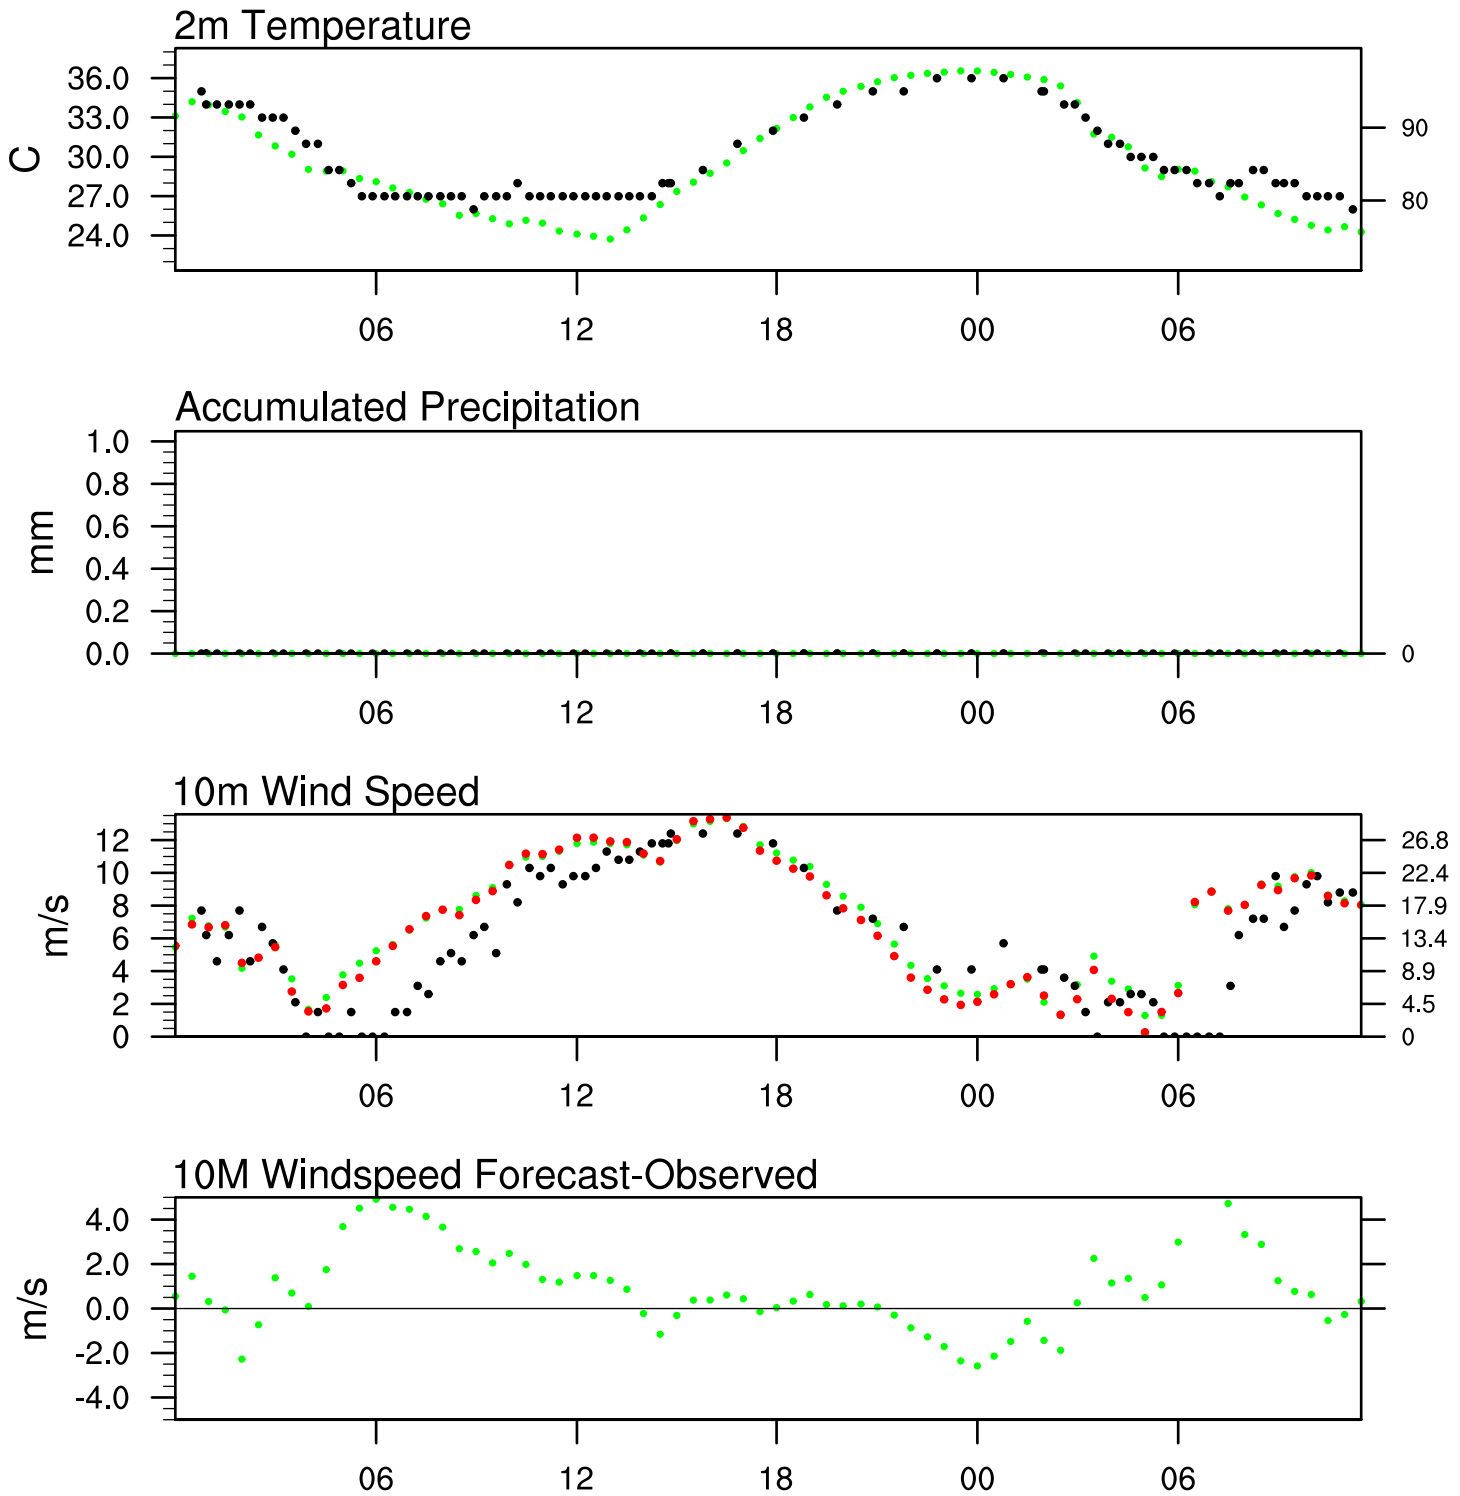 2m Temperature
36.0
33.0
30.0
27.0
24.0
C
90
80
06 12 18 00 06
Accumulated Precipitation
1.0
0.8
0.6
0.4
0.2
0.0
mm
0
06 12 18 00 06
10m Wind Speed
12
10
8
6
4
2
0
m/s
26.8
22.4
17.9
13.4
8.9
4.5
0
06 12 18 00 06
10M Windspeed Forecast-Observed
4.0
2.0
0.0
-2.0
-4.0
m/s
06 12 18 00 06